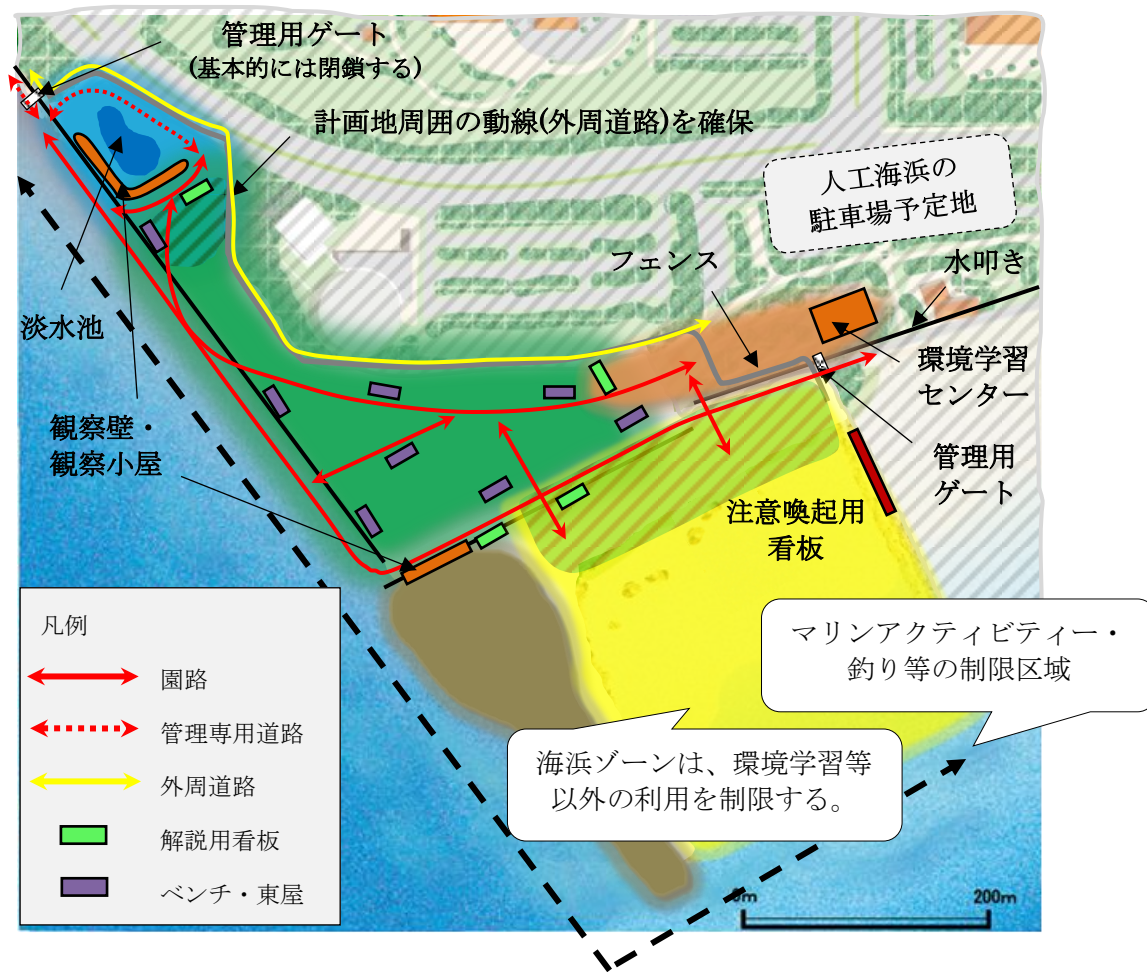 管理用ゲート
(基本的には閉鎖する)
計画地周囲の動線(外周道路)を確保
人工海浜の
駐車場予定地
フェンス
水叩き
淡水池
環境学習
センター
観察壁・
観察小屋
管理用
ゲート
注意喚起用
看板
凡例
園路
管理専用道路
外周道路
解説用看板
ベンチ・東屋
マリンアクティビティー・
釣り等の制限区域
海浜ゾーンは、環境学習等
以外の利用を制限する。
0m
200m